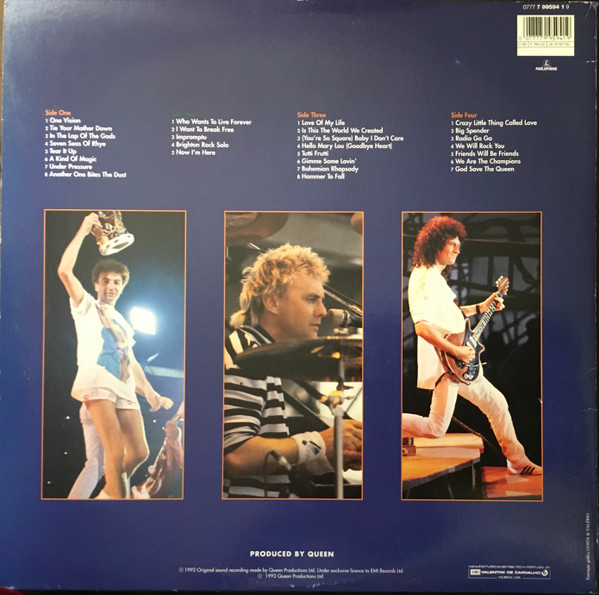 0777 7 99594 1 9
PARLOPHONE
Side One
1 One Vision
2 Tie Your Mother Down
3 In The Lap Of The Gods
4 Seven Seas Of Rhye
5 Tear It Up
6 A Kind Of Magic
7 Under Pressure
8 Another One Bites The Dust
1 Who Wants To Live Forever
2 I Want To Break Free
3 Impromptu
4 Brighton Rock Solo
5 Now I'm Here
Side Three
1 Love Of My Life
2 Is This The World We Created
3 (You're So Square) Baby I Don't Care
4 Hello Mary Lou (Goodbye Heart)
5 Tutti Frutti
6 Gimme Some Lovin'
7 Bohemian Rhapsody
8 Hammer To Fall
Side Four
1 Crazy Little Thing Called Love
2 Big Spender
3 Radio Ga Ga
4 We Will Rock You
5 Friends Will Be Friends
6 We Are The Champions
7 God Save The Queen
PRODUCED BY QUEEN
℗ 1992 Original sound recording made by Queen Productions Ltd. Under exclusive licence to EMI Records Ltd.
© 1992 Queen Productions Ltd.
EMI VALENTIM DE CARVALHO